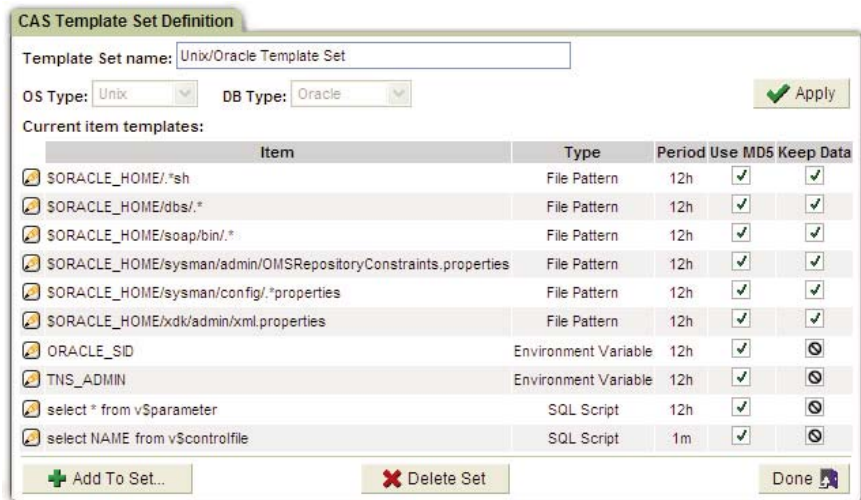 CAS Template Set Definition
Template Set name: Unix/Oracle Template Set
OS Type: Unix DB Type: Oracle Apply
Current item templates:
Item Type Period Use MD5 Keep Data
$ORACLE_HOME/.*sh File Pattern 12h
$ORACLE_HOME/dbs/.* File Pattern 12h
$ORACLE_HOME/soap/bin/.* File Pattern 12h
$ORACLE_HOME/sysman/admin/OMSRepositoryConstraints.properties File Pattern 12h
$ORACLE_HOME/sysman/config/.*properties File Pattern 12h
$ORACLE_HOME/xdk/admin/xml.properties File Pattern 12h
ORACLE_SID Environment Variable 12h
TNS_ADMIN Environment Variable 12h
select * from v$parameter SQL Script 12h
select NAME from v$controlfile SQL Script 1m
Add To Set... Delete Set Done